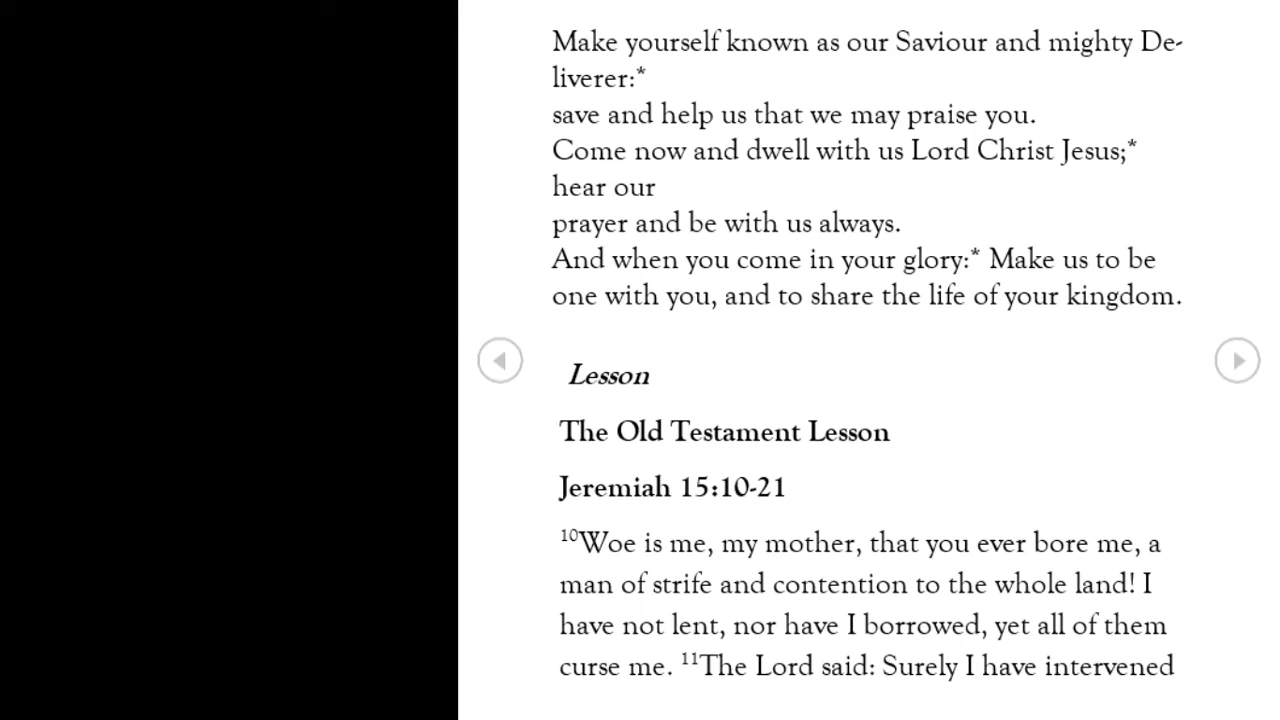 Make yourself known as our Saviour and mighty De-
liverer:*
save and help us that we may praise you.
Come now and dwell with us Lord Christ Jesus;*
hear our
prayer and be with us always.
And when you come in your glory:* Make us to be
one with you, and to share the life of your kingdom.
Lesson
The Old Testament Lesson
Jeremiah 15:10-21
¹⁰Woe is me, my mother, that you ever bore me, a
man of strife and contention to the whole land! I
have not lent, nor have I borrowed, yet all of them
curse me. ¹¹The Lord said: Surely I have intervened